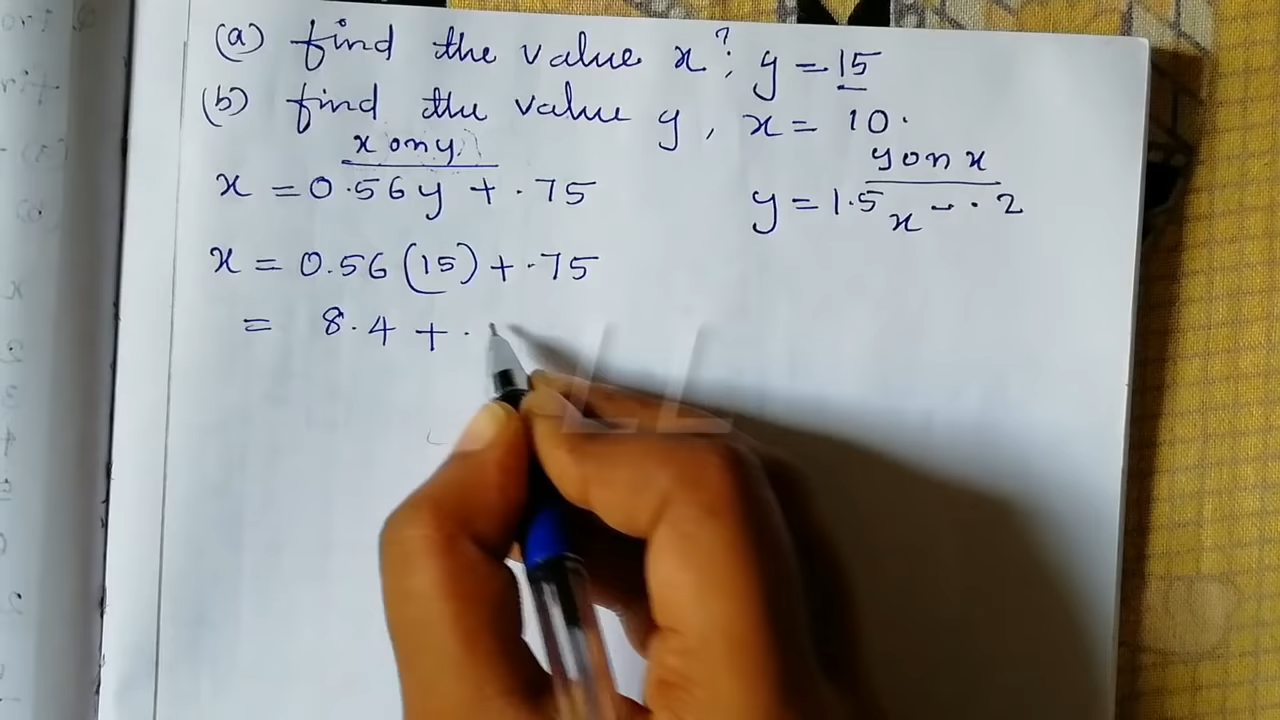 (a) find the value x?; y = 15
(b) find the value y, x = 10.
x on y
x = 0.56y + .75
y on x
y = 1.5x - .2
x = 0.56(15) + .75
= 8.4 + .
LL